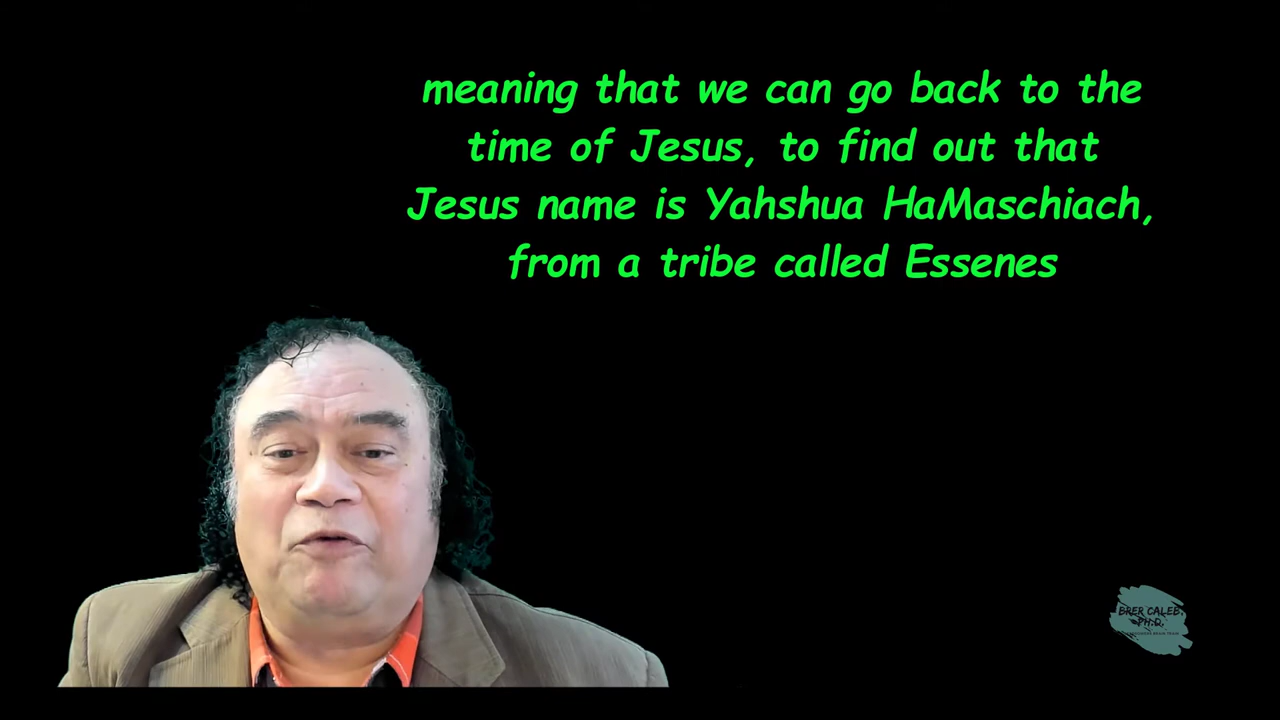 meaning that we can go back to the
time of Jesus, to find out that
Jesus name is Yahshua HaMaschiach,
from a tribe called Essenes
BRER CALEB,
PH.D.